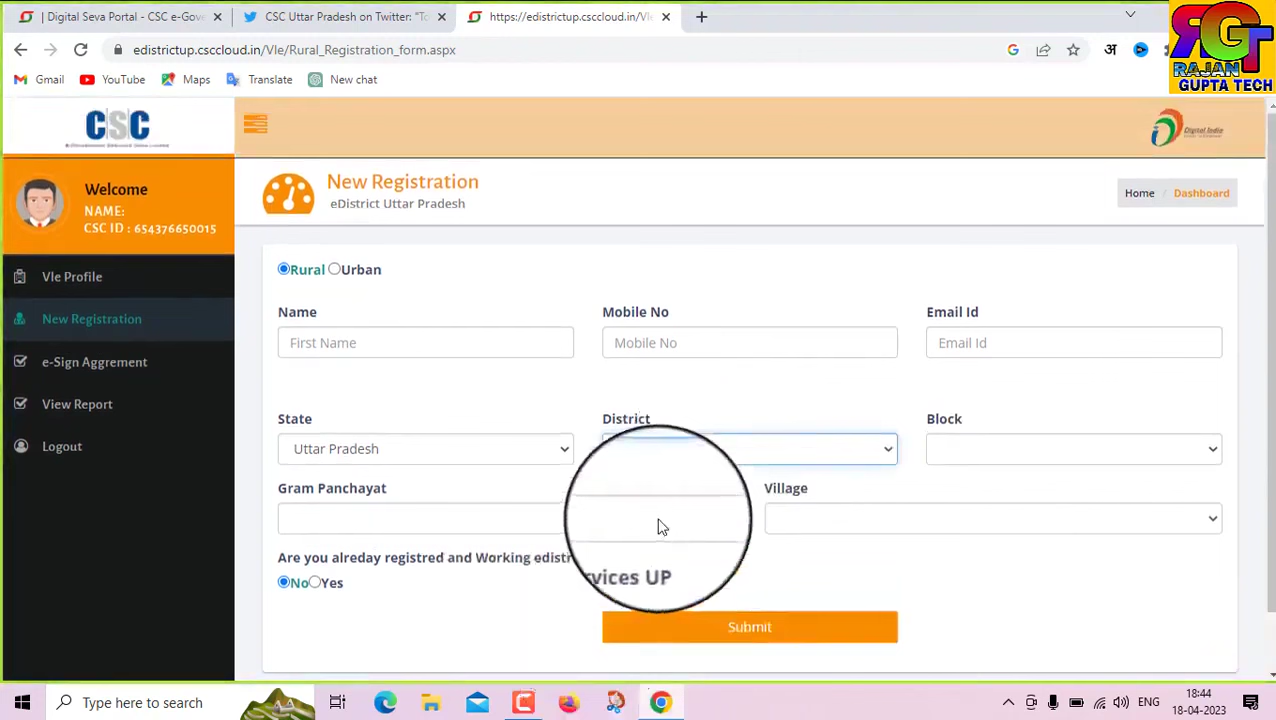 | Digital Seva Portal - CSC e-Gove
CSC Uttar Pradesh on Twitter: "To
https://edistrictup.csccloud.in/Vle
edistrictup.csccloud.in/Vle/Rural_Registration_form.aspx
अ
RGT
RAJAN
GUPTA TECH
Gmail
YouTube
Maps
Translate
New chat
CSC
Digital India
Welcome
NAME:
CSC ID : 654376650015
New Registration
eDistrict Uttar Pradesh
Home / Dashboard
Vle Profile
New Registration
e-Sign Aggrement
View Report
Logout
Rural Urban
Name
Mobile No
Email Id
First Name
Mobile No
Email Id
State
District
Block
Uttar Pradesh
Gram Panchayat
Village
Are you alreday registred and Working edistr
rvices UP
No Yes
Submit
Type here to search
ENG
18:44
18-04-2023